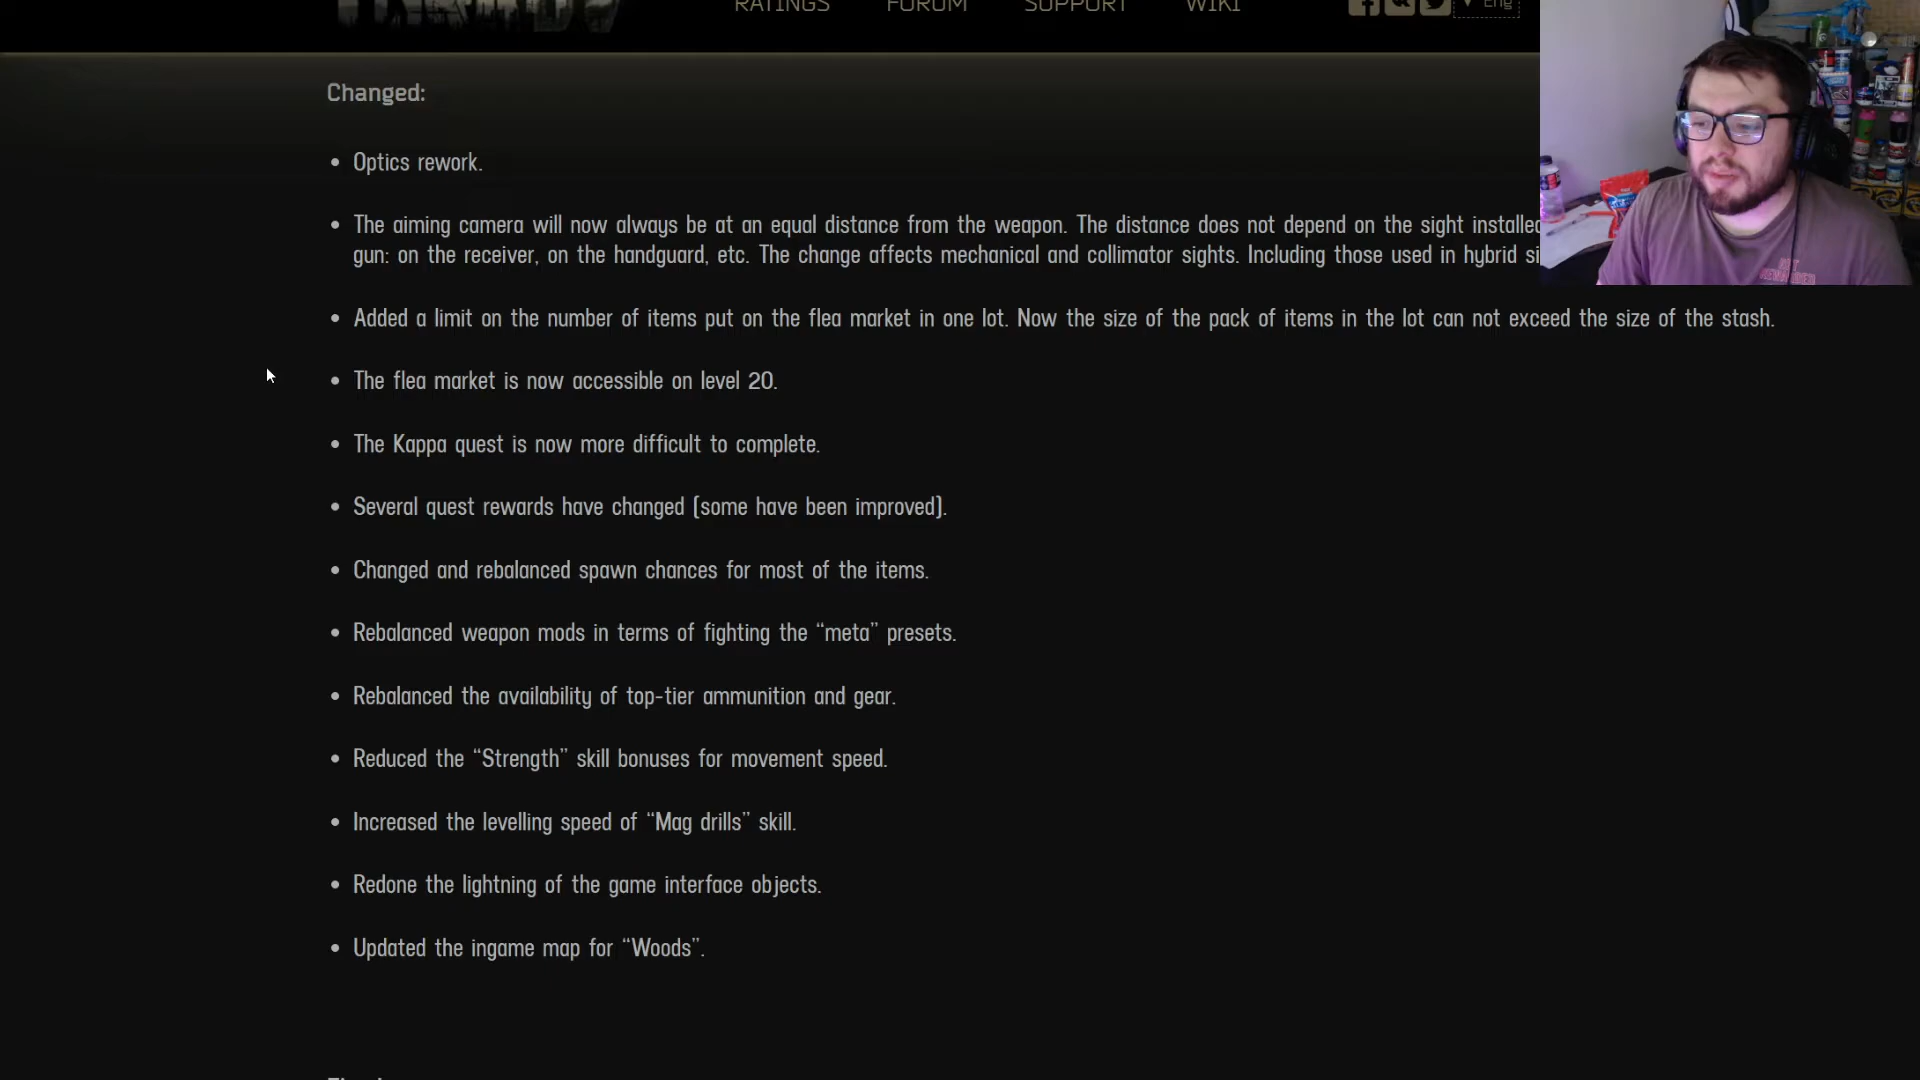 RATINGS FORUM SUPPORT WIKI Eng
Changed:
• Optics rework.
• The aiming camera will now always be at an equal distance from the weapon. The distance does not depend on the sight installed
gun: on the receiver, on the handguard, etc. The change affects mechanical and collimator sights. Including those used in hybrid si
• Added a limit on the number of items put on the flea market in one lot. Now the size of the pack of items in the lot can not exceed the size of the stash.
• The flea market is now accessible on level 20.
• The Kappa quest is now more difficult to complete.
• Several quest rewards have changed (some have been improved).
• Changed and rebalanced spawn chances for most of the items.
• Rebalanced weapon mods in terms of fighting the “meta” presets.
• Rebalanced the availability of top-tier ammunition and gear.
• Reduced the “Strength” skill bonuses for movement speed.
• Increased the levelling speed of “Mag drills” skill.
• Redone the lightning of the game interface objects.
• Updated the ingame map for “Woods”.